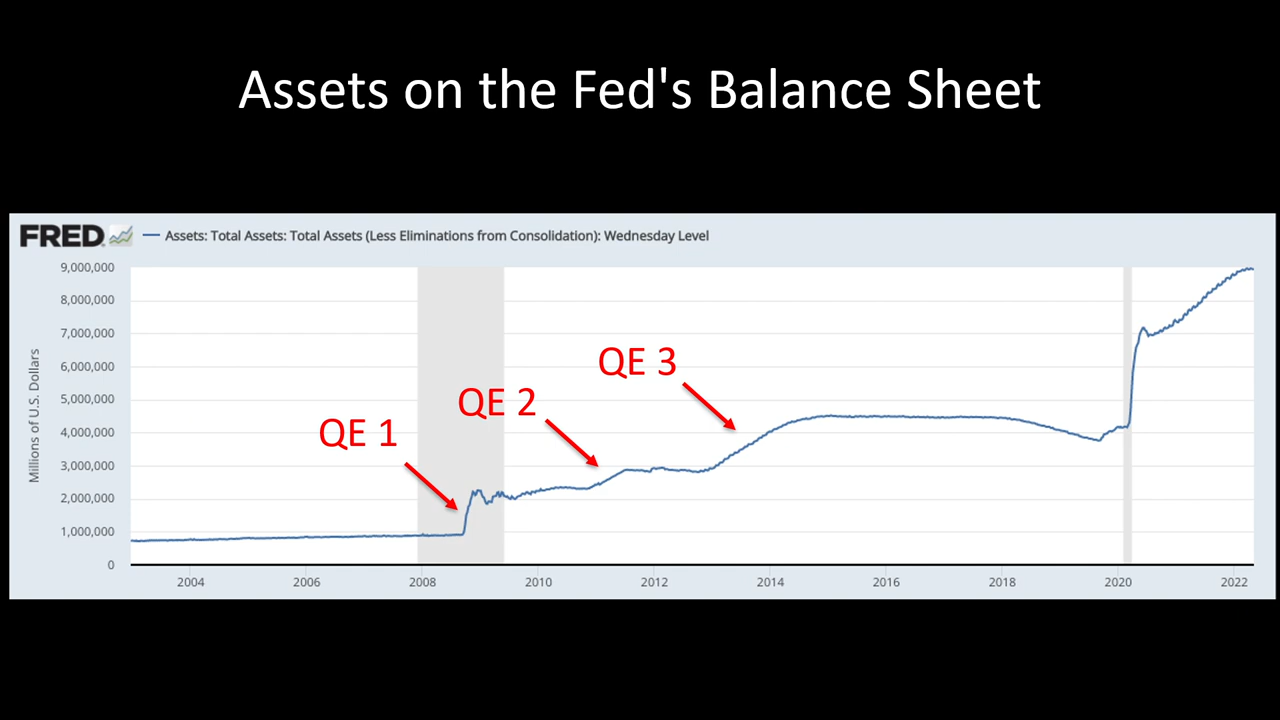 Assets on the Fed's Balance Sheet
FRED
Assets: Total Assets: Total Assets (Less Eliminations from Consolidation): Wednesday Level
Millions of U.S. Dollars
9,000,000
8,000,000
7,000,000
6,000,000
5,000,000
4,000,000
3,000,000
2,000,000
1,000,000
0
QE 1
QE 2
QE 3
2004 2006 2008 2010 2012 2014 2016 2018 2020 2022